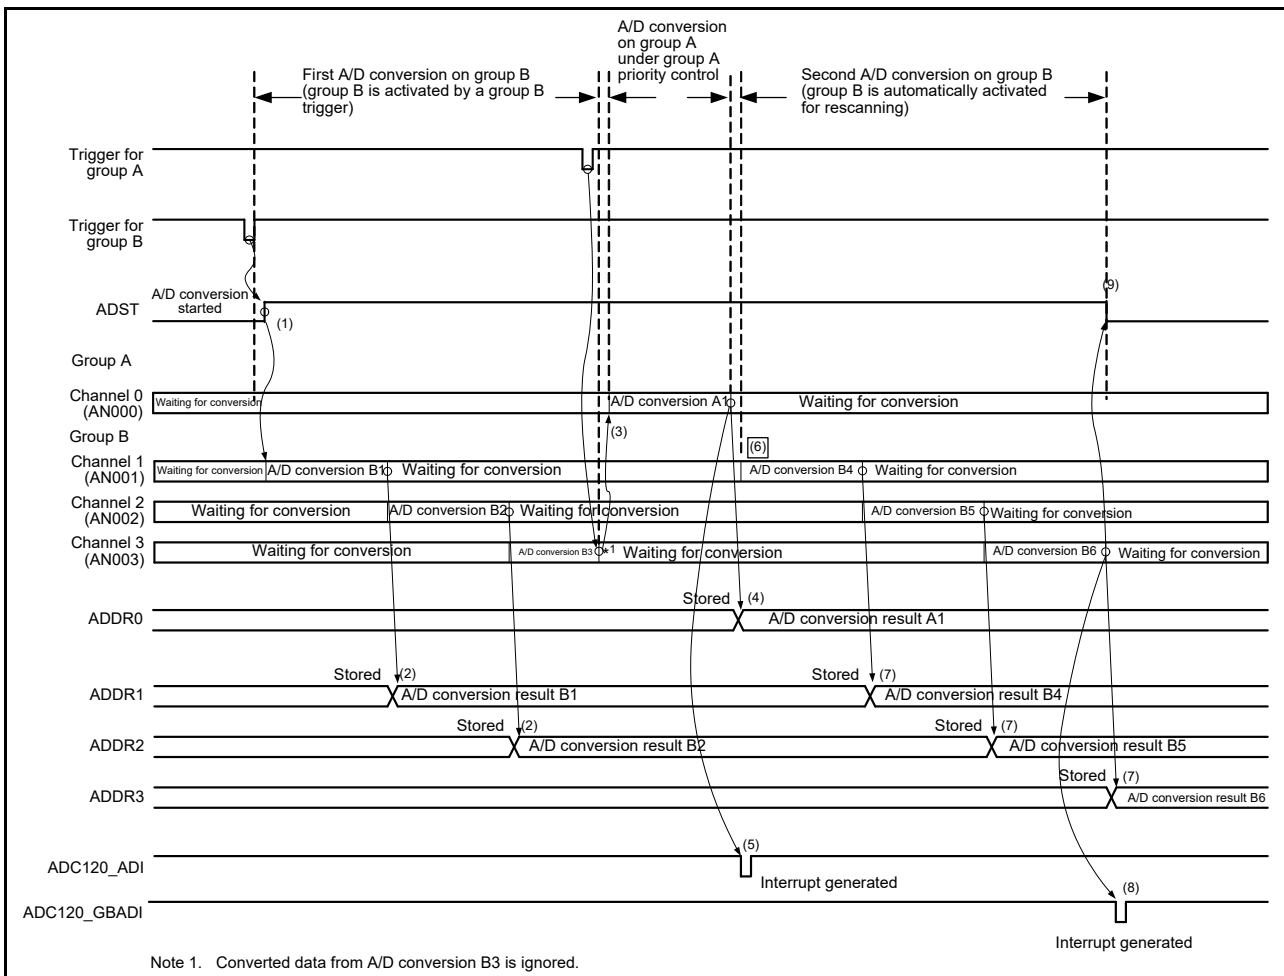 A/D conversion
on group A
under group A
priority control
First A/D conversion on group B
(group B is activated by a group B
trigger)
Second A/D conversion on group B
(group B is automatically activated
for rescanning)
Trigger for
group A
Trigger for
group B
A/D conversion
started
ADST
(1)
(9)
Group A
Channel 0
(AN000)
Waiting for conversion
A/D conversion A1
Waiting for conversion
(3)
Group B
(6)
Channel 1
(AN001)
Waiting for conversion
A/D conversion B1
Waiting for conversion
A/D conversion B4
Waiting for conversion
Channel 2
(AN002)
Waiting for conversion
A/D conversion B2
Waiting for conversion
A/D conversion B5
Waiting for conversion
Channel 3
(AN003)
Waiting for conversion
A/D conversion B3
*1
Waiting for conversion
A/D conversion B6
Waiting for conversion
Stored
(4)
ADDR0
A/D conversion result A1
Stored
(2)
Stored
(7)
ADDR1
A/D conversion result B1
A/D conversion result B4
Stored
(2)
Stored
(7)
ADDR2
A/D conversion result B2
A/D conversion result B5
Stored
(7)
ADDR3
A/D conversion result B6
(5)
ADC120_ADI
Interrupt generated
(8)
ADC120_GBADI
Interrupt generated
Note 1. Converted data from A/D conversion B3 is ignored.